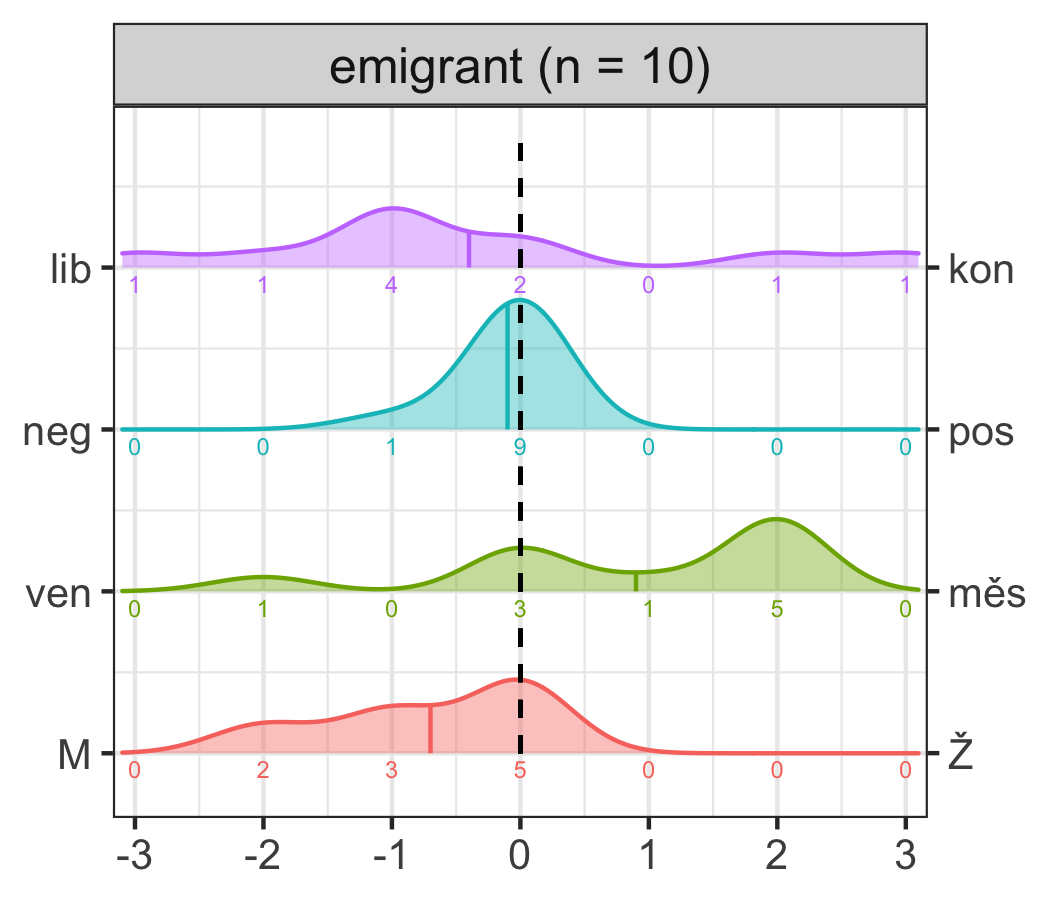 emigrant (n = 10)
lib kon
1 1 4 2 0 1 1
neg pos
0 0 1 9 0 0 0
ven měs
0 1 0 3 1 5 0
M Ž
0 2 3 5 0 0 0
-3 -2 -1 0 1 2 3